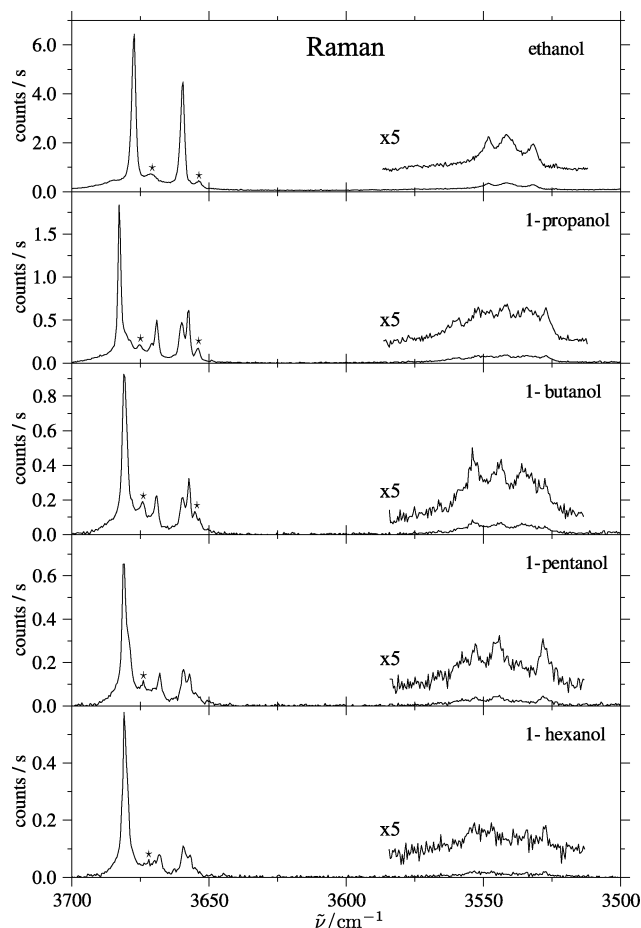 Raman
ethanol
counts / s
6.0
4.0
2.0
0.0
x5
*
*
1-propanol
counts / s
1.5
1.0
0.5
0.0
x5
*
*
1- butanol
counts / s
0.8
0.6
0.4
0.2
0.0
x5
*
*
1-pentanol
counts / s
0.6
0.4
0.2
0.0
x5
*
1- hexanol
counts / s
0.4
0.2
0.0
x5
*
3700 3650 3600 3550 3500
ν̃/cm⁻¹